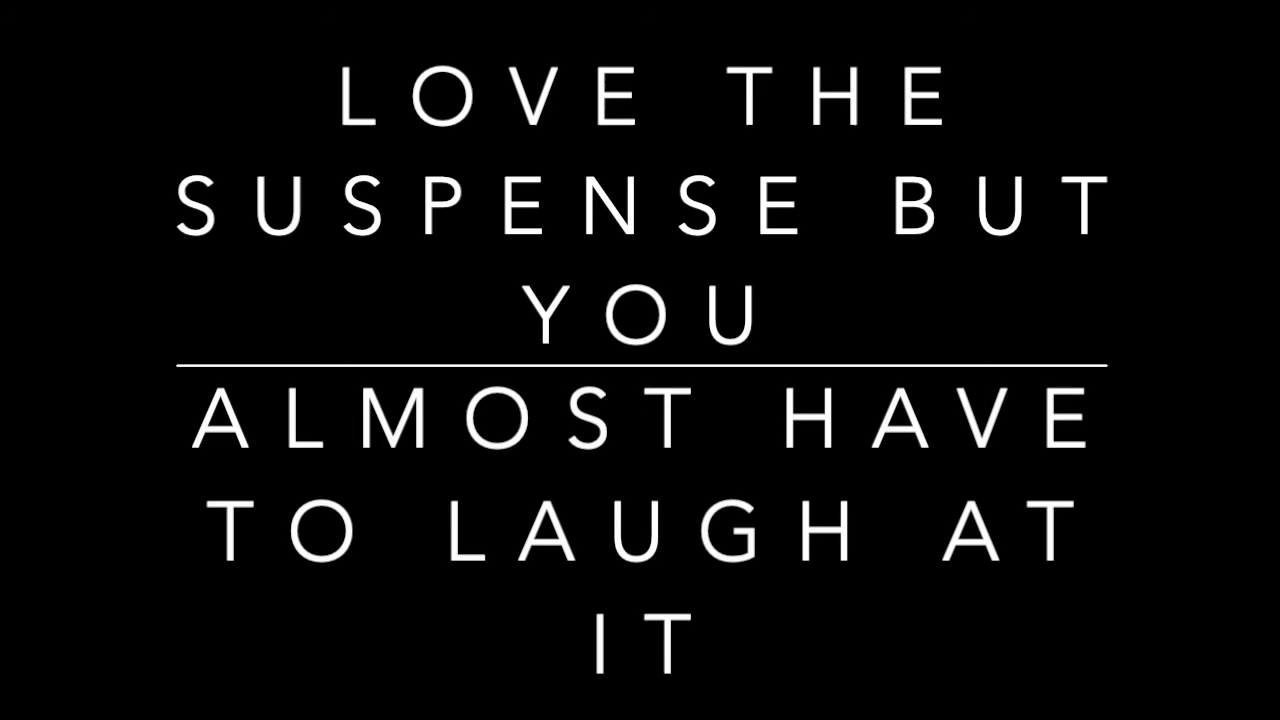 LOVE THE
SUSPENSE BUT
YOU
ALMOST HAVE
TO LAUGH AT
IT